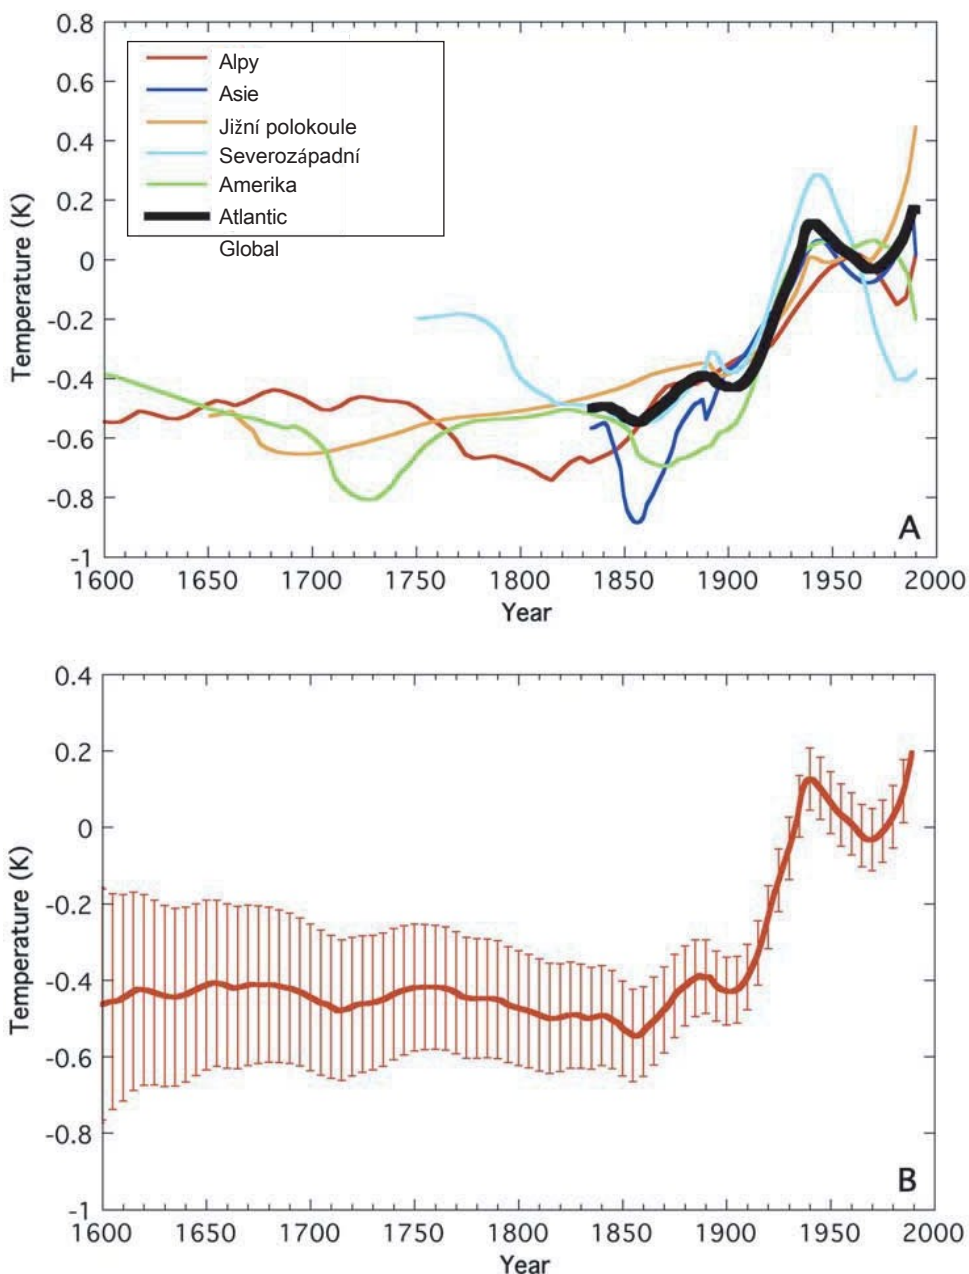 0.8
0.6
0.4
0.2
0
-0.2
-0.4
-0.6
-0.8
-1
Temperature (K)
Alpy
Asie
Jižní polokoule
Severozápadní
Amerika
Atlantic
Global
A
1600 1650 1700 1750 1800 1850 1900 1950 2000
Year
0.4
0.2
0
-0.2
-0.4
-0.6
-0.8
-1
Temperature (K)
B
1600 1650 1700 1750 1800 1850 1900 1950 2000
Year